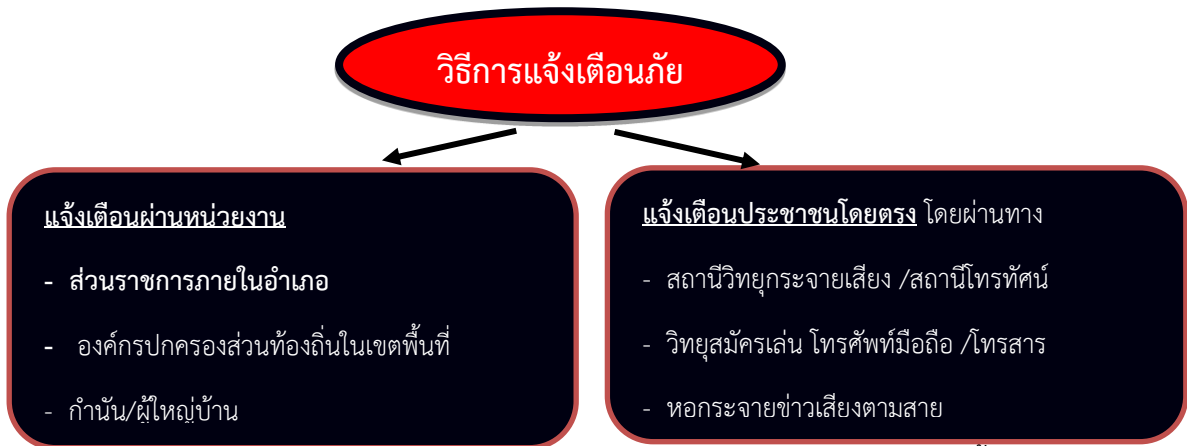 วิธีการแจ้งเตือนภัย
แจ้งเตือนผ่านหน่วยงาน
- ส่วนราชการภายในอำเภอ
- องค์กรปกครองส่วนท้องถิ่นในเขตพื้นที่
- กำนัน/ผู้ใหญ่บ้าน
แจ้งเตือนประชาชนโดยตรง โดยผ่านทาง
- สถานีวิทยุกระจายเสียง /สถานีโทรทัศน์
- วิทยุสมัครเล่น โทรศัพท์มือถือ /โทรสาร
- หอกระจายข่าวเสียงตามสาย